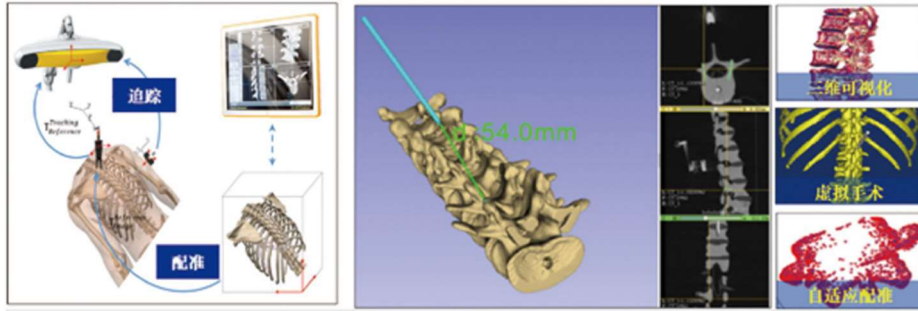 追踪
T Tracking
Reference
配准
d: 54.0mm
三维可视化
虚拟手术
自适应配准